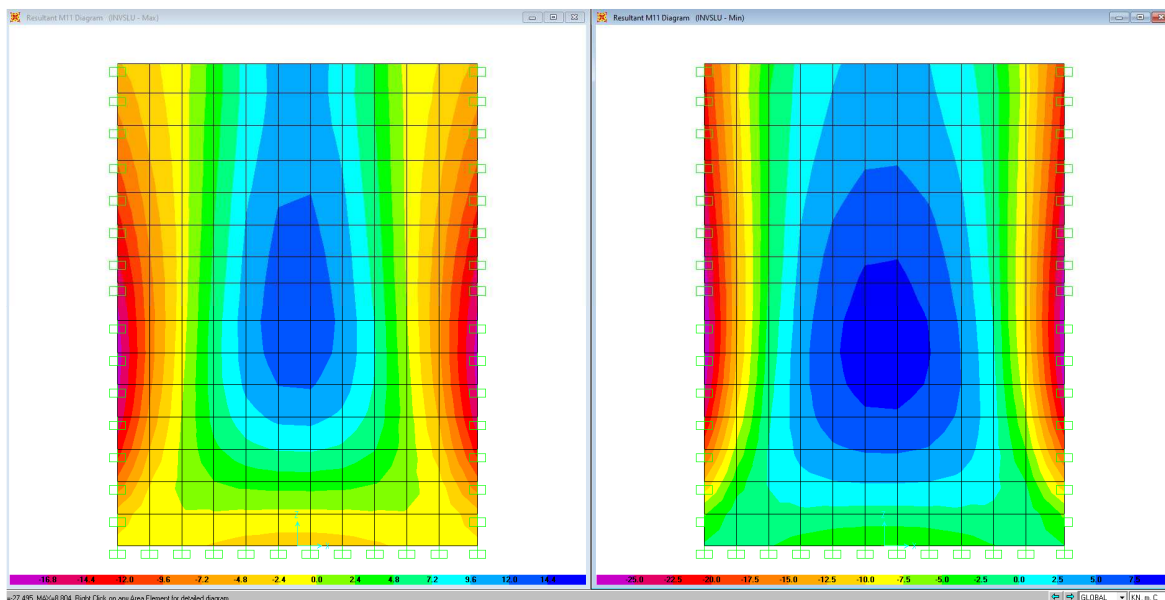 Resultant M11 Diagram (INVSLU - Max)
Resultant M11 Diagram (INVSLU - Min)
-16.0 -14.4 -12.0 -9.6 -7.2 -4.8 -2.4 0.0 2.4 4.8 7.2 9.6 12.0 14.4
-25.0 -22.5 20.0 -17.5 -15.0 -12.5 -10.0 -7.5 -5.0 -2.5 0.0 2.5 5.0 7.5
=-27.495, MAX=8.804, Right Click on any Area Element for detailed diagram
GLOBAL
KN, m, C